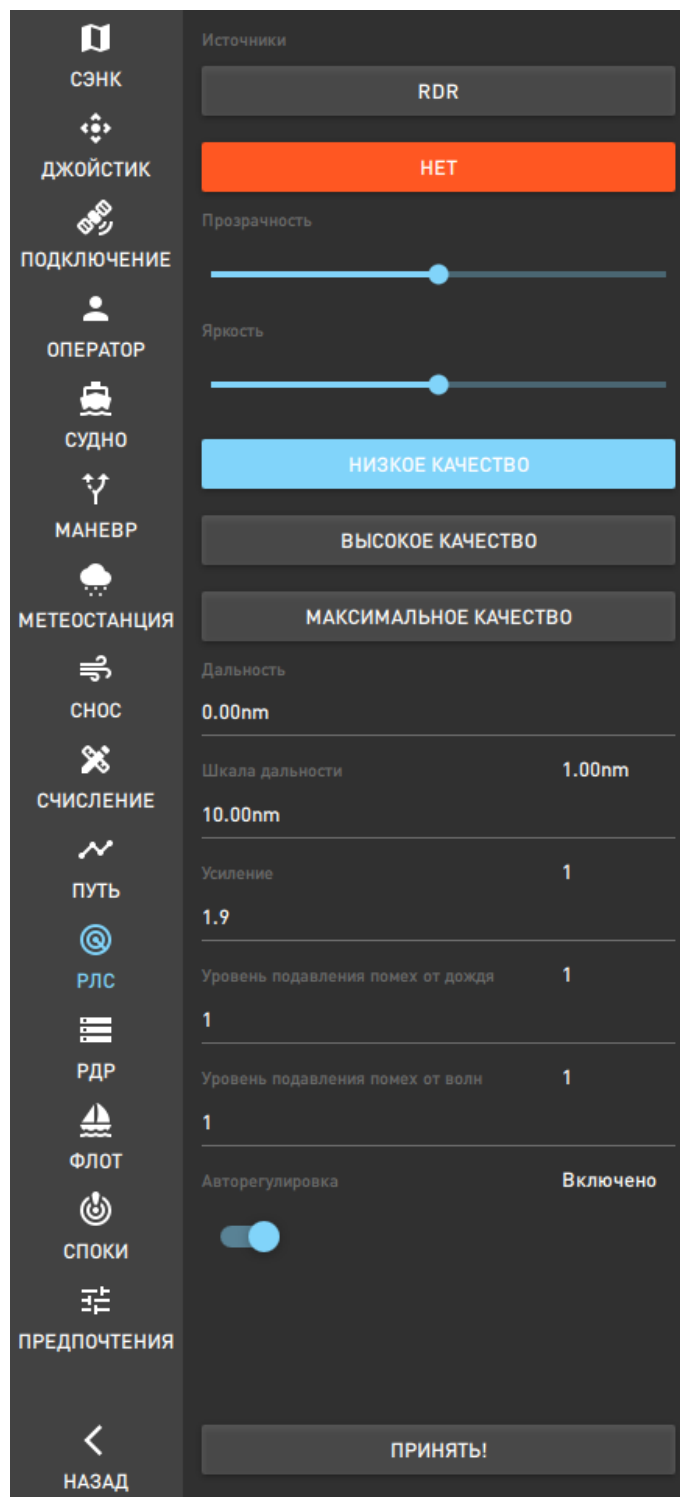 СЭНК
ДЖОЙСТИК
ПОДКЛЮЧЕНИЕ
ОПЕРАТОР
СУДНО
МАНЕВР
МЕТЕОСТАНЦИЯ
СНОС
СЧИСЛЕНИЕ
ПУТЬ
РЛС
РДР
ФЛОТ
СПОКИ
ПРЕДПОЧТЕНИЯ
НАЗАД
Источники
RDR
НЕТ
Прозрачность
Яркость
НИЗКОЕ КАЧЕСТВО
ВЫСОКОЕ КАЧЕСТВО
МАКСИМАЛЬНОЕ КАЧЕСТВО
Дальность
0.00nm
Шкала дальности 1.00nm
10.00nm
Усиление 1
1.9
Уровень подавления помех от дождя 1
1
Уровень подавления помех от волн 1
1
Авторегулировка Включено
ПРИНЯТЬ!